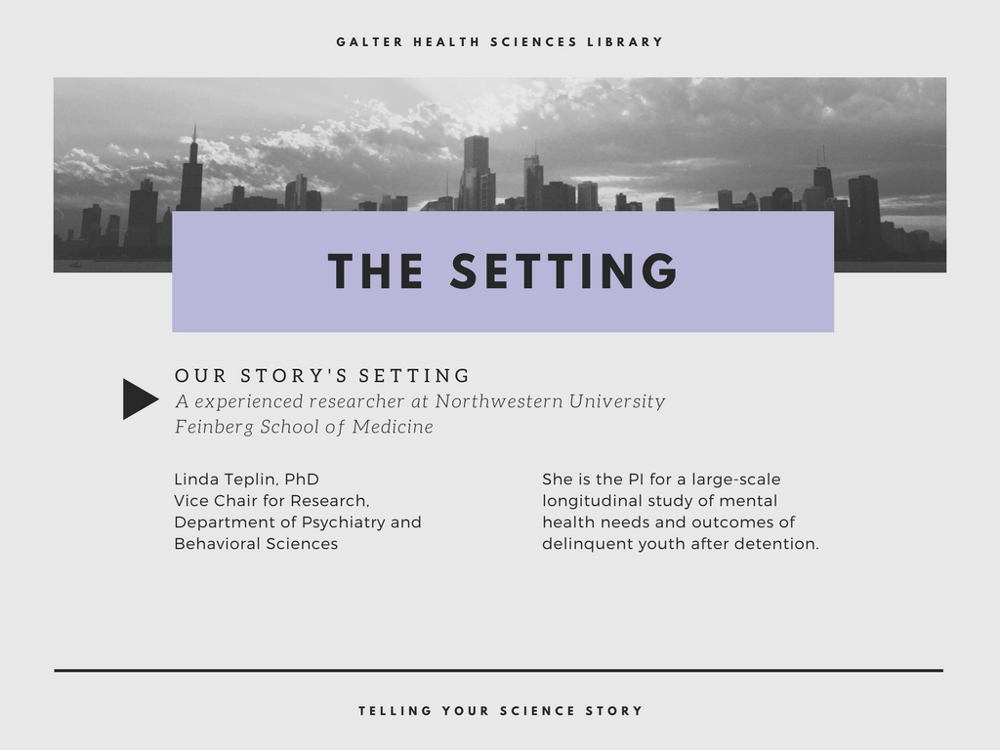 GALTER HEALTH SCIENCES LIBRARY
THE SETTING
OUR STORY'S SETTING
A experienced researcher at Northwestern University
Feinberg School of Medicine
Linda Teplin, PhD
Vice Chair for Research,
Department of Psychiatry and
Behavioral Sciences
She is the PI for a large-scale
longitudinal study of mental
health needs and outcomes of
delinquent youth after detention.
TELLING YOUR SCIENCE STORY